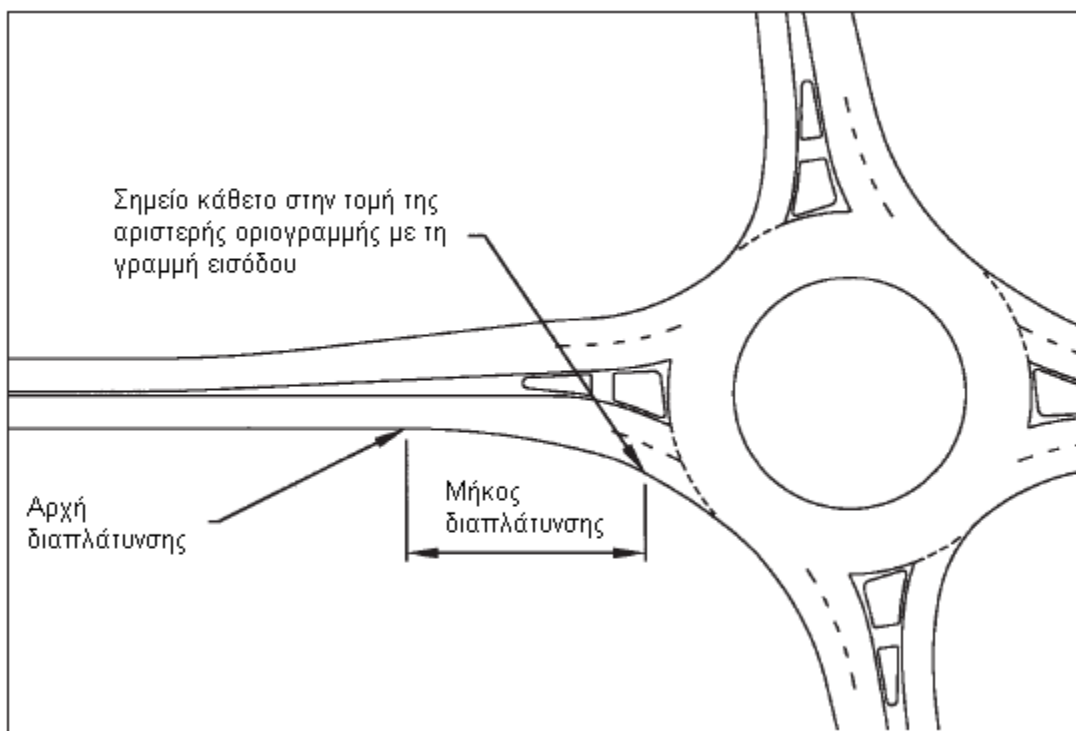 Σημείο κάθετο στην τομή της
αριστερής οριογραμμής με τη
γραμμή εισόδου
Αρχή
διαπλάτυνσης
Μήκος
διαπλάτυνσης